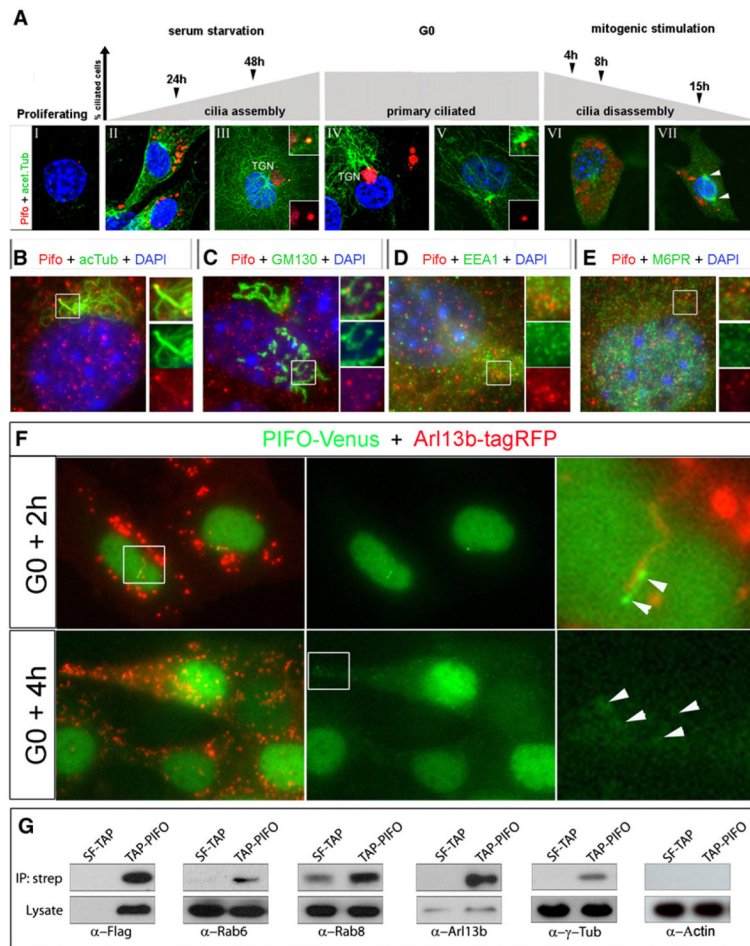 A
serum starvation
G0
mitogenic stimulation
% ciliated cells
24h
48h
4h
8h
15h
Proliferating
cilia assembly
primary ciliated
cilia disassembly
Pifo + acet.Tub
I
II
III
IV
V
VI
VII
TGN
TGN
B
Pifo + acTub + DAPI
C
Pifo + GM130 + DAPI
D
Pifo + EEA1 + DAPI
E
Pifo + M6PR + DAPI
F
PIFO-Venus + Arl13b-tagRFP
G0 + 2h
G0 + 4h
G
SF-TAP TAP-PIFO SF-TAP TAP-PIFO SF-TAP TAP-PIFO SF-TAP TAP-PIFO SF-TAP TAP-PIFO SF-TAP TAP-PIFO
IP: strep
Lysate
α-Flag α-Rab6 α-Rab8 α-Arl13b α-γ-Tub α-Actin